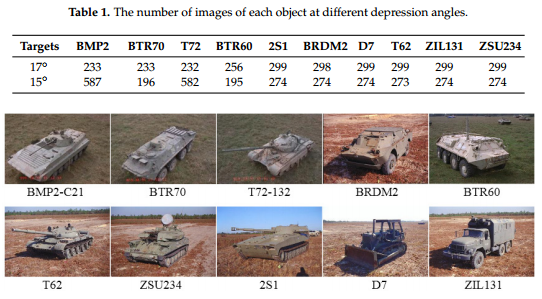 Table 1. The number of images of each object at different depression angles.
Targets BMP2 BTR70 T72 BTR60 2S1 BRDM2 D7 T62 ZIL131 ZSU234
17° 233 233 232 256 299 298 299 299 299 299
15° 587 196 582 195 274 274 274 273 274 274
BMP2-C21 BTR70 T72-132 BRDM2 BTR60
T62 ZSU234 2S1 D7 ZIL131